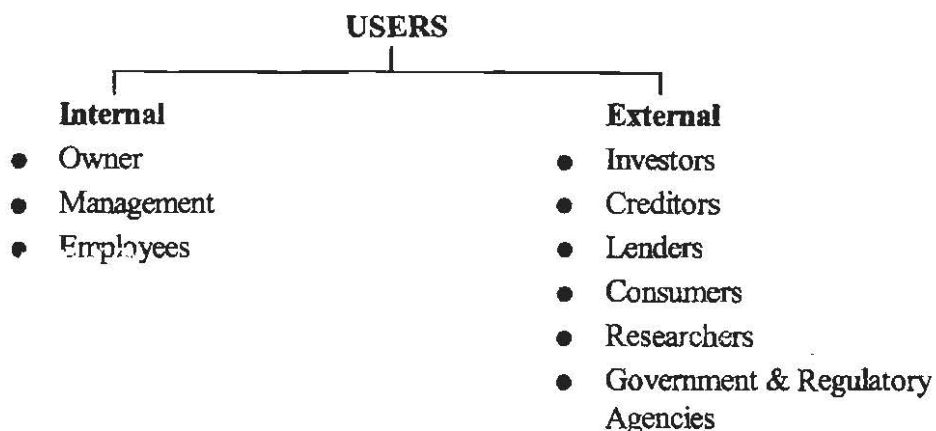 USERS
Internal
● Owner
● Management
● Employees
External
● Investors
● Creditors
● Lenders
● Consumers
● Researchers
● Government & Regulatory
Agencies